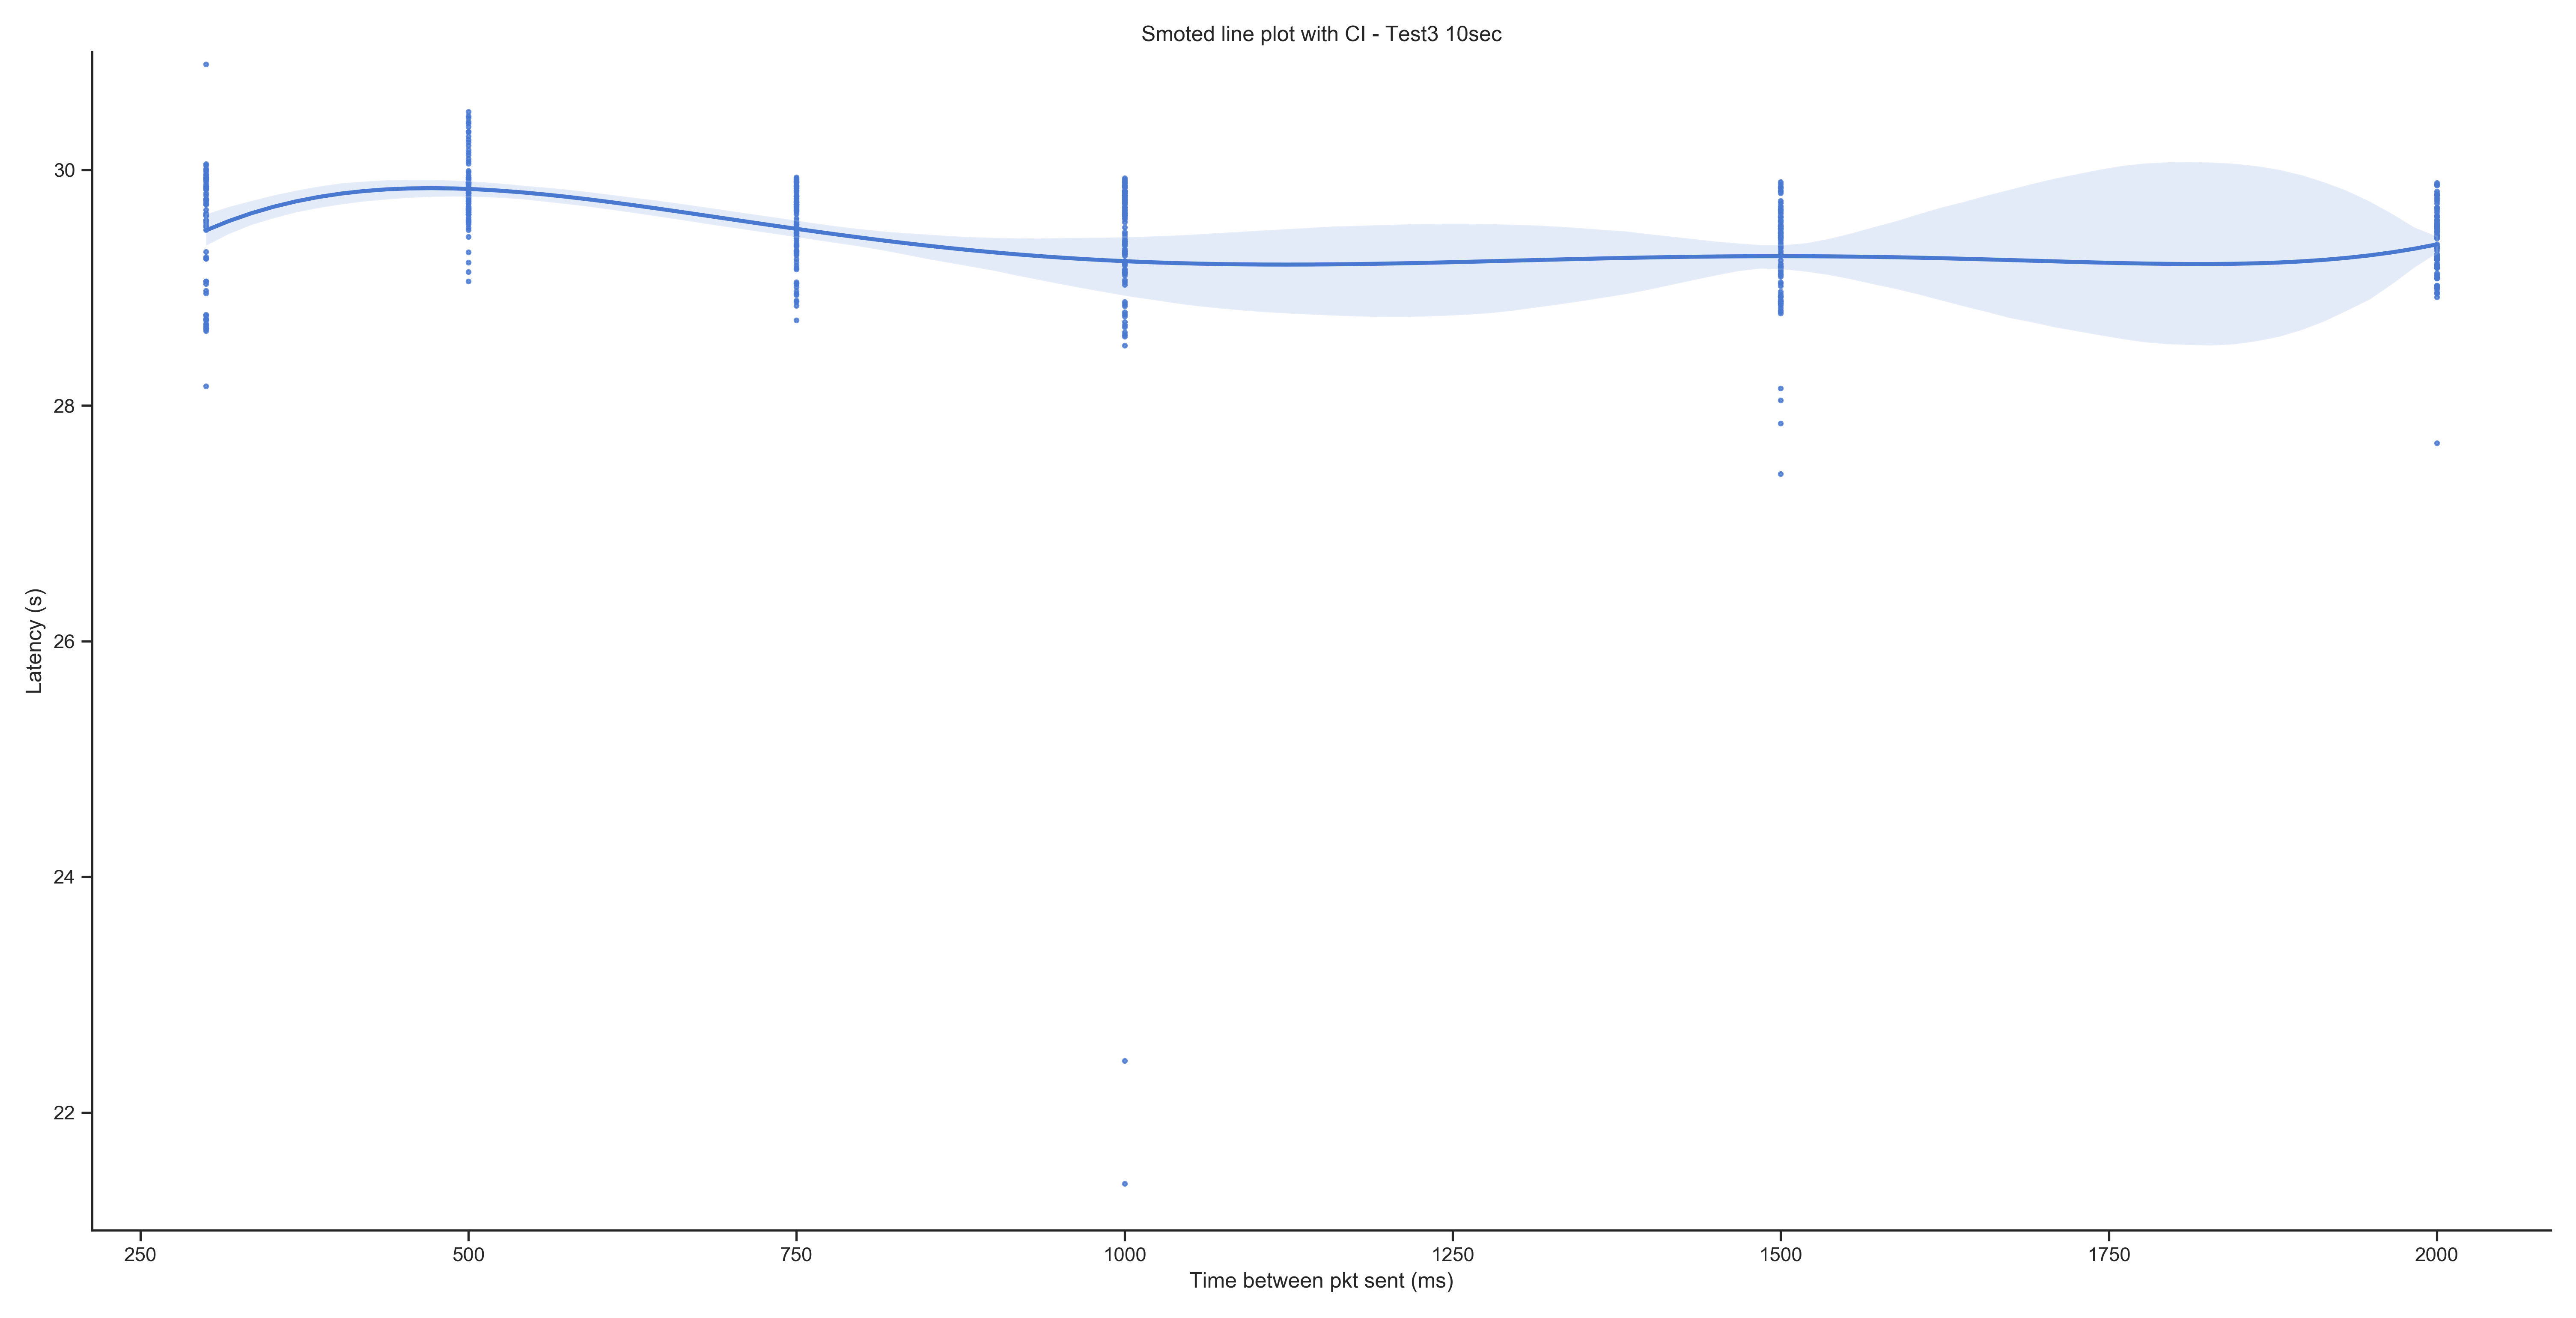 Smoted line plot with CI - Test3 10sec
30
28
26
24
22
Latency (s)
250 500 750 1000 1250 1500 1750 2000
Time between pkt sent (ms)